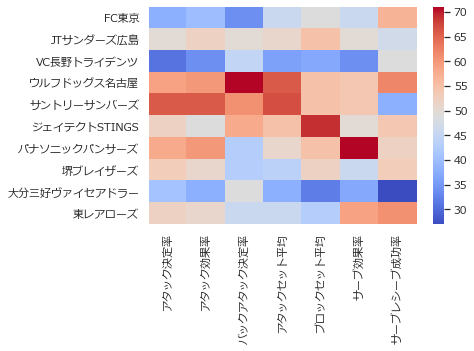 FC東京
JTサンダーズ広島
VC長野トライデンツ
ウルフドッグス名古屋
サントリーサンバーズ
ジェイテクトSTINGS
パナソニックパンサーズ
堺ブレイザーズ
大分三好ヴァイセアドラー
東レアローズ
アタック決定率
アタック効果率
バックアタック決定率
アタックセット平均
ブロックセット平均
サーブ効果率
サーブレシーブ成功率
70
65
60
55
50
45
40
35
30